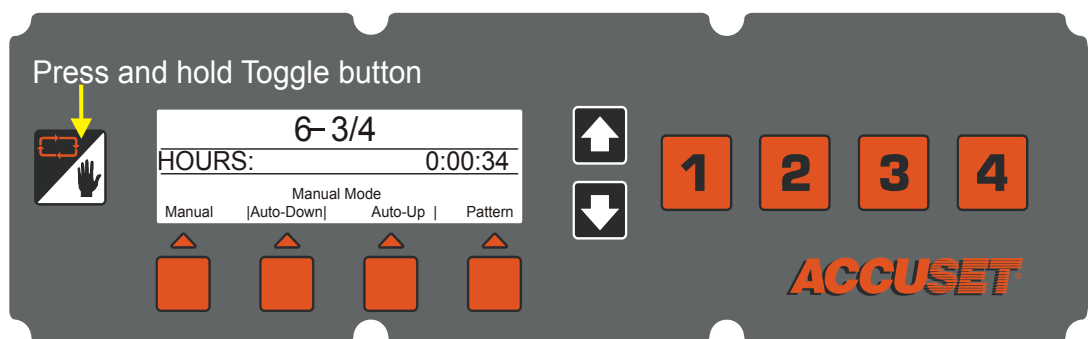 Press and hold Toggle button
6- 3/4
HOURS: 0:00:34
Manual Mode
Manual |Auto-Down| Auto-Up | Pattern
1 2 3 4
ACCUSET